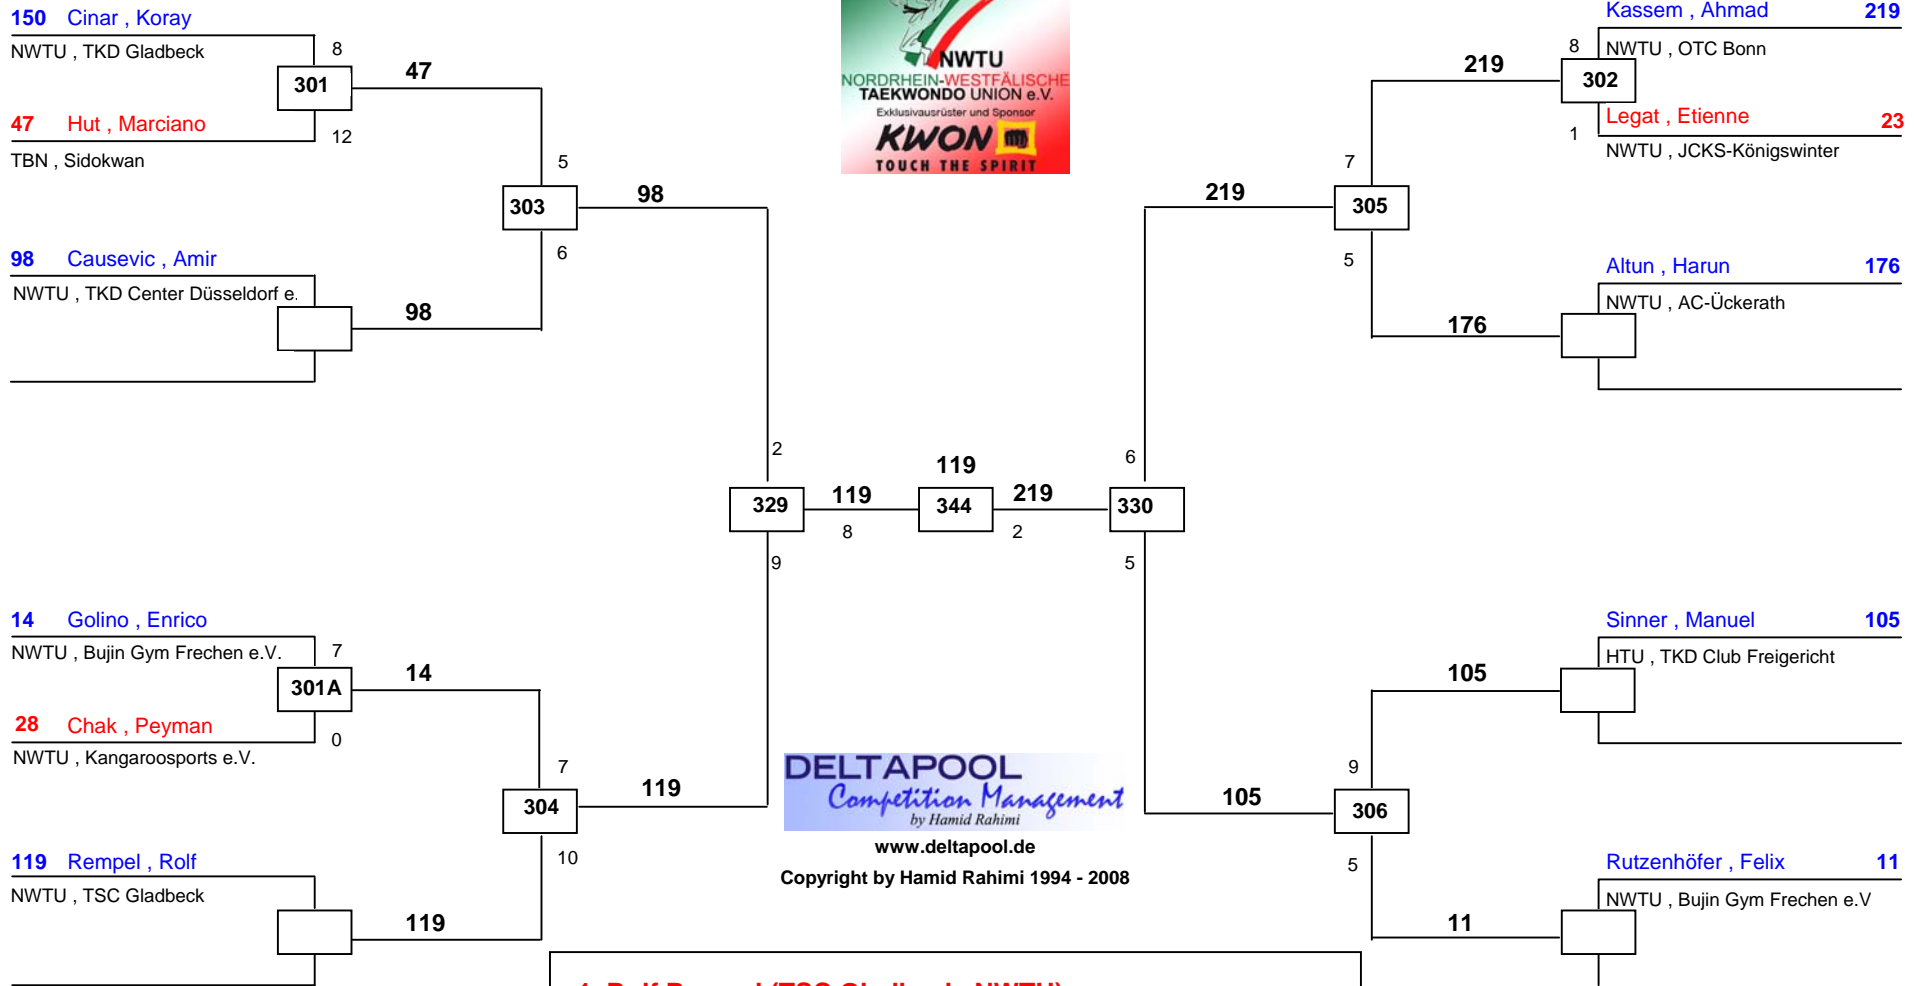 150 Cinar , Koray
NWTU , TKD Gladbeck
8
301
47
47 Hut , Marciano
12
TBN , Sidokwan
5
303
98
6
98 Causevic , Amir
NWTU , TKD Center Düsseldorf e.
98
NWTU
NORDRHEIN-WESTFÄLISCHE
TAEKWONDO UNION e.V.
Exklusivausrüster und Sponsor
KWON
TOUCH THE SPIRIT
Kassem , Ahmad 219
8
NWTU , OTC Bonn
219
302
Legat , Etienne 23
1
NWTU , JCKS-Königswinter
7
219
305
5
Altun , Harun 176
NWTU , AC-Ückerath
176
2
329
9
119
8
119
344
219
2
6
330
5
14 Golino , Enrico
NWTU , Bujin Gym Frechen e.V.
7
301A
14
28 Chak , Peyman
0
NWTU , Kangaroosports e.V.
7
304
119
10
119 Rempel , Rolf
NWTU , TSC Gladbeck
119
DELTAPOOL
Competition Management
by Hamid Rahimi
www.deltapool.de
Copyright by Hamid Rahimi 1994 - 2008
Sinner , Manuel 105
HTU , TKD Club Freigericht
105
9
105
306
5
Rutzenhöfer , Felix 11
NWTU , Bujin Gym Frechen e.V
11
1. Rolf Rempel (TSC Gladbeck, NWTU)